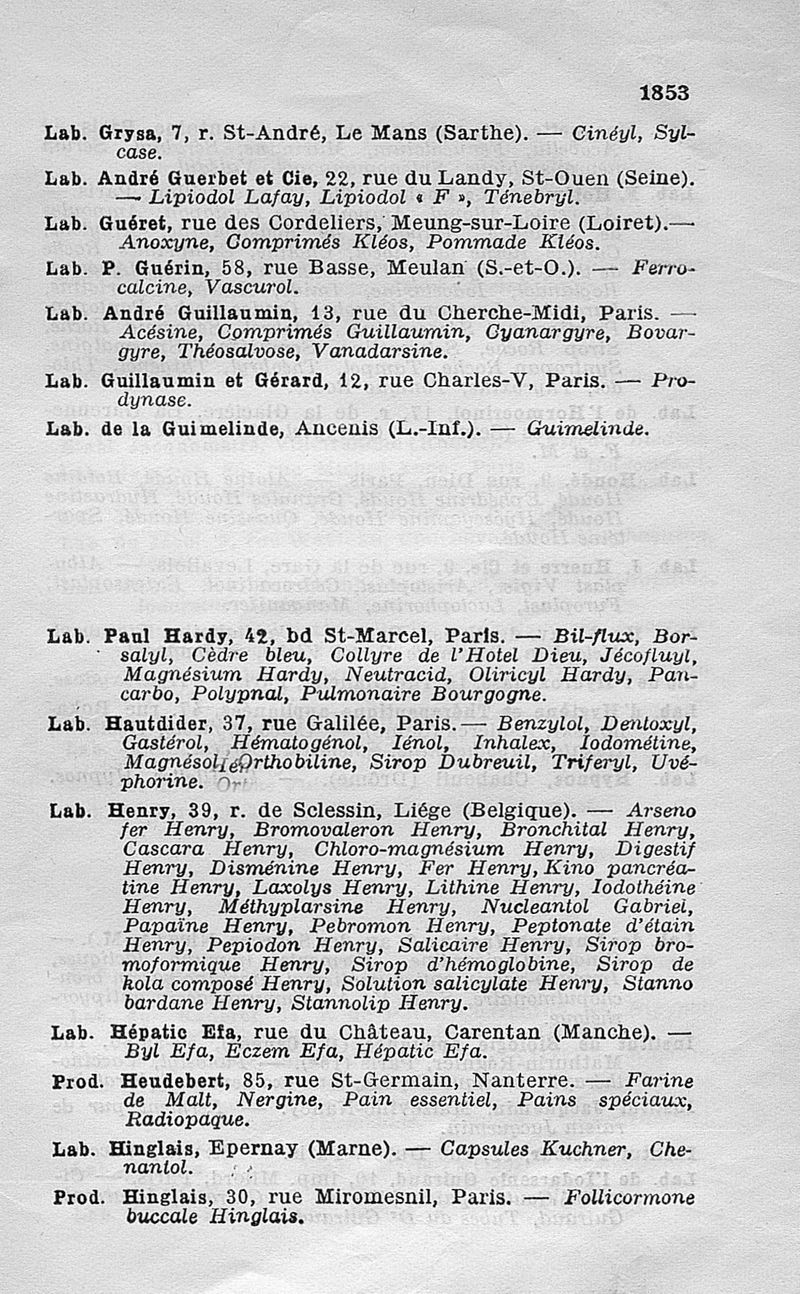 1853
Lab. Grysa, 7, r. St-André, Le Mans (Sarthe). — Cinéyl, Syl-
case.
Lab. André Guerbet et Cie, 22, rue du Landy, St-Ouen (Seine).
— Lipiodol Lafay, Lipiodol « F », Ténebryl.
Lab. Guéret, rue des Cordeliers, Meung-sur-Loire (Loiret).—
Anoxyne, Comprimés Kléos, Pommade Kléos.
Lab. P. Guérin, 58, rue Basse, Meulan (S.-et-O.). — Ferro-
calcine, Vascurol.
Lab. André Guillaumin, 13, rue du Cherche-Midi, Paris. —
Acésine, Comprimés Guillaumin, Cyanargyre, Bovar-
gyre, Théosalvose, Vanadarsine.
Lab. Guillaumin et Gérard, 12, rue Charles-V, Paris. — Pro-
dynase.
Lab. de la Guimelinde, Ancenis (L.-Inf.). — Guimelinde.
Lab. Paul Hardy, 42, bd St-Marcel, Paris. — Bil-flux, Bor-
salyl, Cèdre bleu, Collyre de l'Hotel Dieu, Jécofluyl,
Magnésium Hardy, Neutracid, Oliricyl Hardy, Pan-
carbo, Polypnal, Pulmonaire Bourgogne.
Lab. Hautdider, 37, rue Galilée, Paris.— Benzylol, Dentoxyl,
Gastérol, Hématogénol, Iénol, Inhalex, Iodométine,
Orthobiline, Sirop Dubreuil, Triferyl, Uvé-
phorine.
Lab. Henry, 39, r. de Sclessin, Liége (Belgique). — Arseno
fer Henry, Bromovaleron Henry, Bronchital Henry,
Cascara Henry, Chloro-magnésium Henry, Digestif
Henry, Disménine Henry, Fer Henry, Kino pancréa-
tine Henry, Laxolys Henry, Lithine Henry, Iodothéine
Henry, Méthyplarsine Henry, Nucleantol Gabriel,
Papaïne Henry, Pebromon Henry, Peptonate d'étain
Henry, Pepiodon Henry, Salicaire Henry, Sirop bro-
moformique Henry, Sirop d'hémoglobine, Sirop de
kola composé Henry, Solution salicylate Henry, Stanno
bardane Henry, Stannolip Henry.
Lab. Hépatic Efa, rue du Château, Carentan (Manche). —
Byl Efa, Eczem Efa, Hépatic Efa.
Prod. Heudebert, 85, rue St-Germain, Nanterre. — Farine
de Malt, Nergine, Pain essentiel, Pains spéciaux,
Radiopaque.
Lab. Hinglais, Epernay (Marne). — Capsules Kuchner, Che-
nantol.
Prod. Hinglais, 30, rue Miromesnil, Paris. — Follicormone
buccale Hinglais.